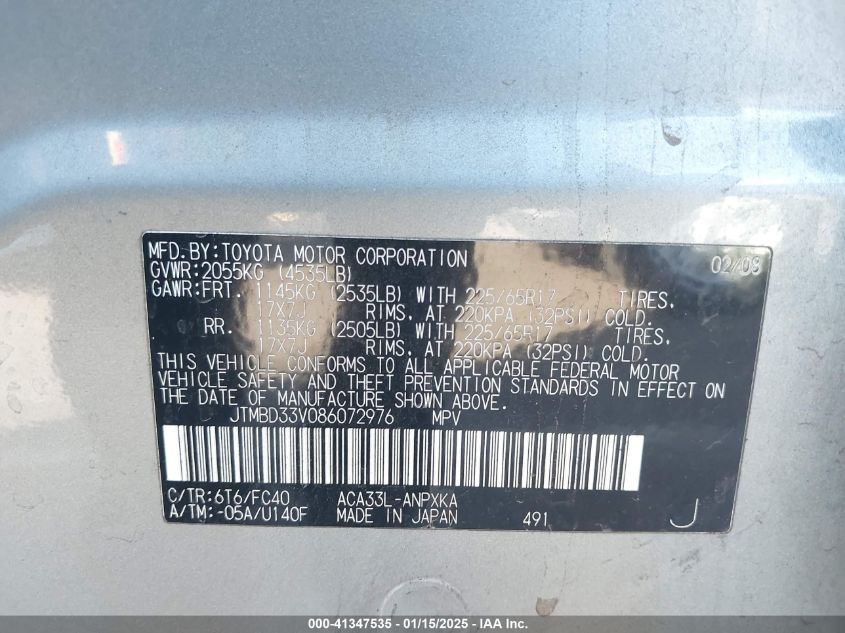 MFD.BY:TOYOTA MOTOR CORPORATION 02/08
GVWR:2055KG (4535LB)
GAWR:FRT. 1145KG (2535LB) WITH 225/65R17 TIRES,
17X7J RIMS, AT 220KPA (32PSI) COLD.
RR. 1135KG (2505LB) WITH 225/65R17 TIRES,
17X7J RIMS, AT 220KPA (32PSI) COLD.
THIS VEHICLE CONFORMS TO ALL APPLICABLE FEDERAL MOTOR
VEHICLE SAFETY AND THEFT PREVENTION STANDARDS IN EFFECT ON
THE DATE OF MANUFACTURE SHOWN ABOVE.
JTMBD33V086072976 MPV
C/TR:6T6/FC40 ACA33L-ANPXKA
A/TM:-05A/U140F MADE IN JAPAN 491 J
000-41347535 - 01/15/2025 - IAA Inc.